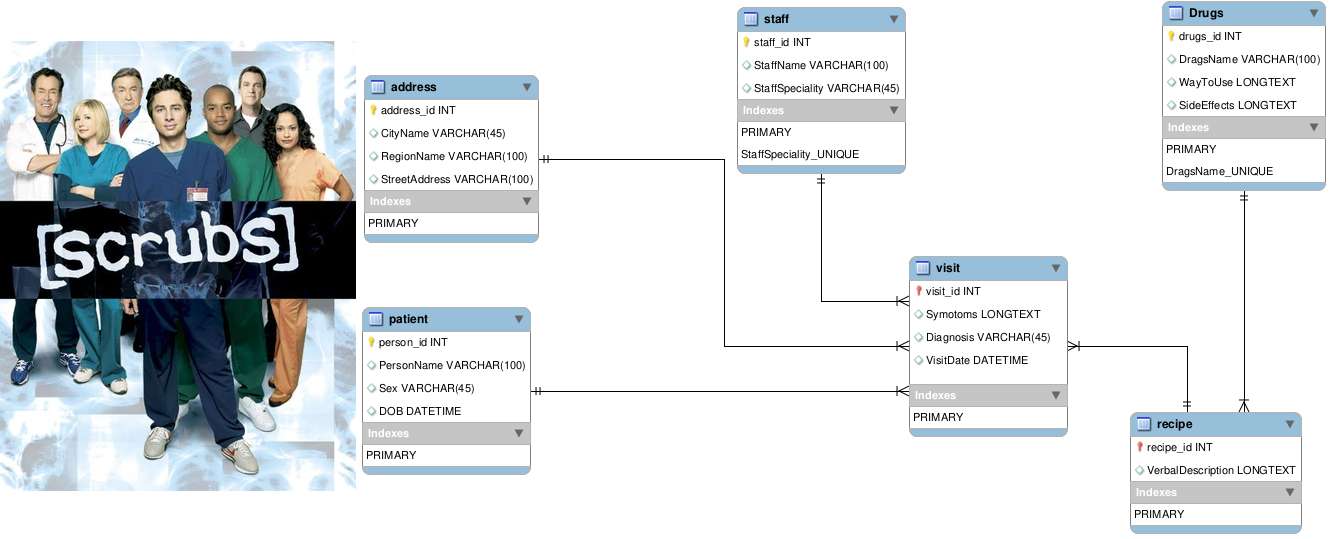 [scrubs]
address
address_id INT
CityName VARCHAR(45)
RegionName VARCHAR(100)
StreetAddress VARCHAR(100)
Indexes
PRIMARY
patient
person_id INT
PersonName VARCHAR(100)
Sex VARCHAR(45)
DOB DATETIME
Indexes
PRIMARY
staff
staff_id INT
StaffName VARCHAR(100)
StaffSpeciality VARCHAR(45)
Indexes
PRIMARY
StaffSpeciality_UNIQUE
visit
visit_id INT
Symotoms LONGTEXT
Diagnosis VARCHAR(45)
VisitDate DATETIME
Indexes
PRIMARY
Drugs
drugs_id INT
DragsName VARCHAR(100)
WayToUse LONGTEXT
SideEffects LONGTEXT
Indexes
PRIMARY
DragsName_UNIQUE
recipe
recipe_id INT
VerbalDescription LONGTEXT
Indexes
PRIMARY